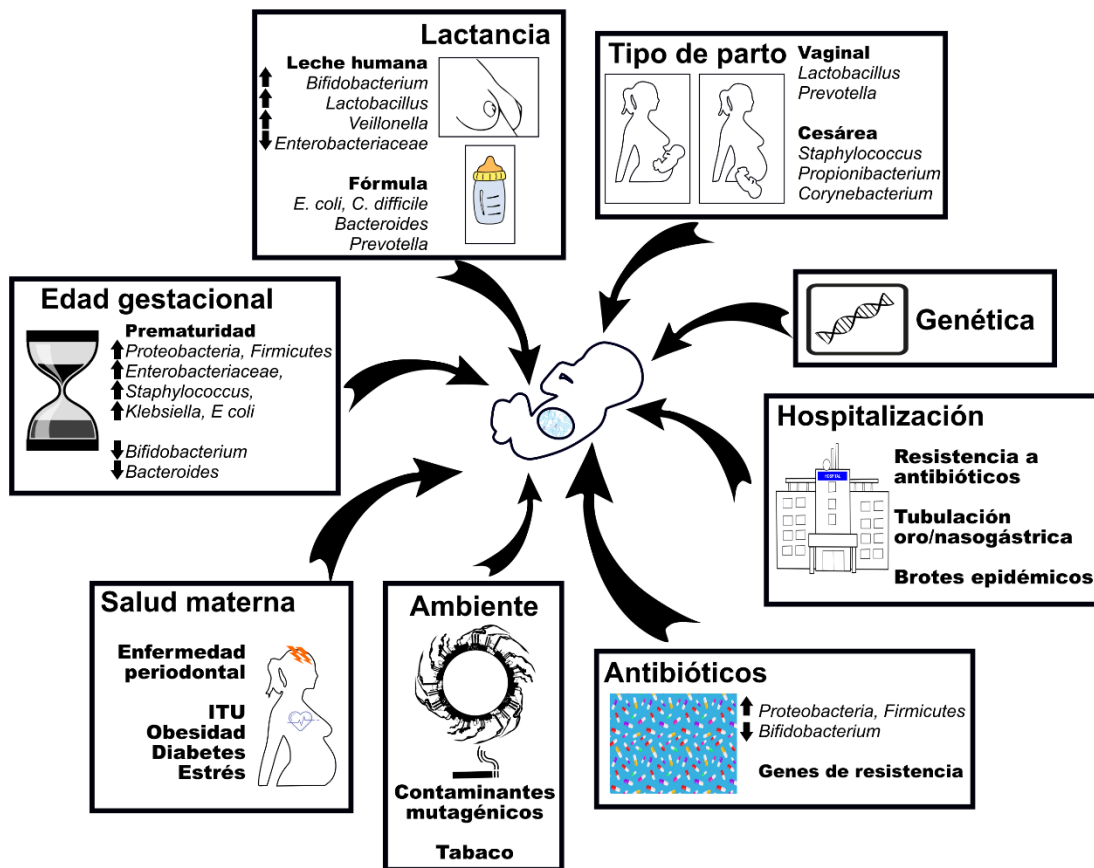 Lactancia
Leche humana
Bifidobacterium
Lactobacillus
Veillonella
Enterobacteriaceae
Fórmula
E. coli, C. difficile
Bacteroides
Prevotella
Tipo de parto
Vaginal
Lactobacillus
Prevotella
Cesárea
Staphylococcus
Propionibacterium
Corynebacterium
Edad gestacional
Prematuridad
Proteobacteria, Firmicutes
Enterobacteriaceae,
Staphylococcus,
Klebsiella, E coli
Bifidobacterium
Bacteroides
Genética
Hospitalización
HOSPITAL
Resistencia a
antibióticos
Tubulación
oro/nasogástrica
Brotes epidémicos
Salud materna
Enfermedad
periodontal
ITU
Obesidad
Diabetes
Estrés
Ambiente
Contaminantes
mutagénicos
Tabaco
Antibióticos
Proteobacteria, Firmicutes
Bifidobacterium
Genes de resistencia